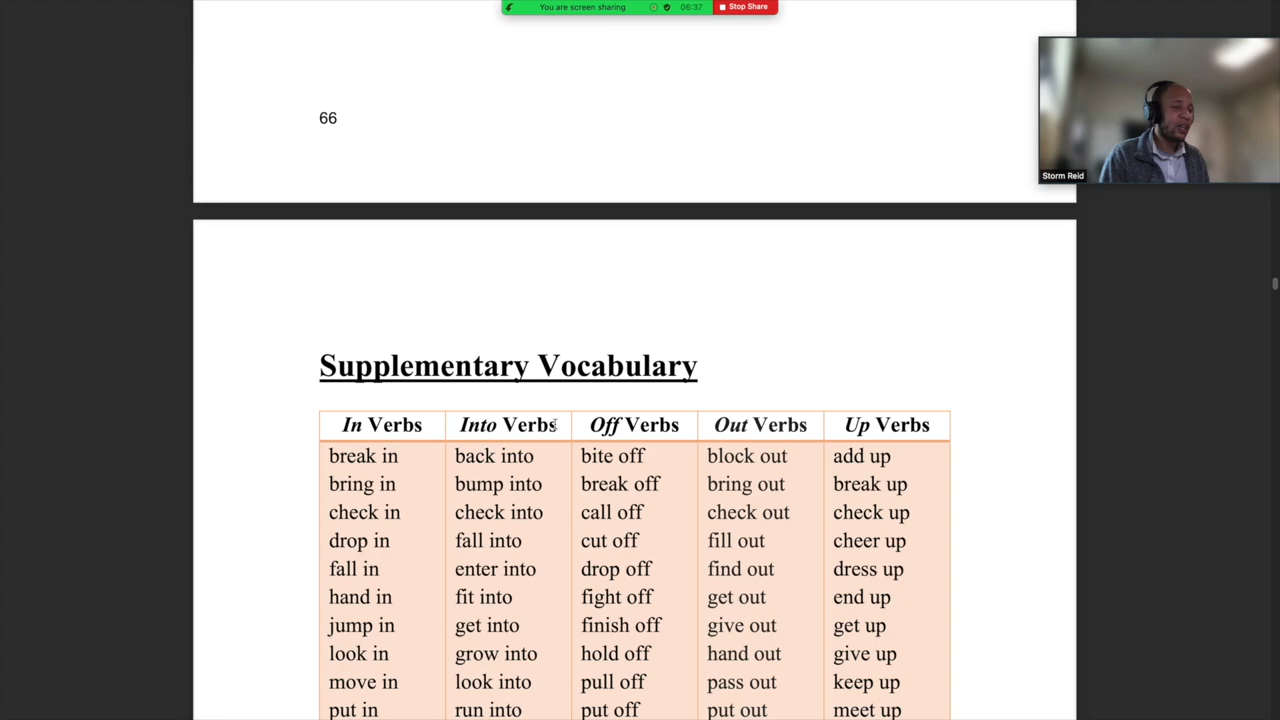 You are screen sharing 06:37 Stop Share
Storm Reid
66
Supplementary Vocabulary
In Verbs Into Verbs Off Verbs Out Verbs Up Verbs
break in back into bite off block out add up
bring in bump into break off bring out break up
check in check into call off check out check up
drop in fall into cut off fill out cheer up
fall in enter into drop off find out dress up
hand in fit into fight off get out end up
jump in get into finish off give out get up
look in grow into hold off hand out give up
move in look into pull off pass out keep up
put in run into put off put out meet up